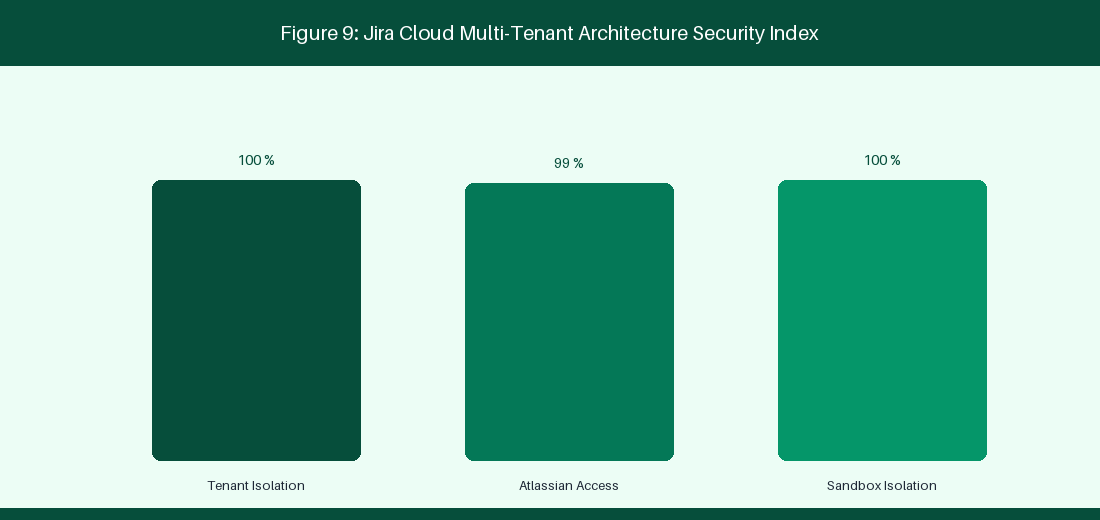 Figure 9: Jira Cloud Multi-Tenant Architecture Security Index
100 %
99 %
100 %
Tenant Isolation
Atlassian Access
Sandbox Isolation